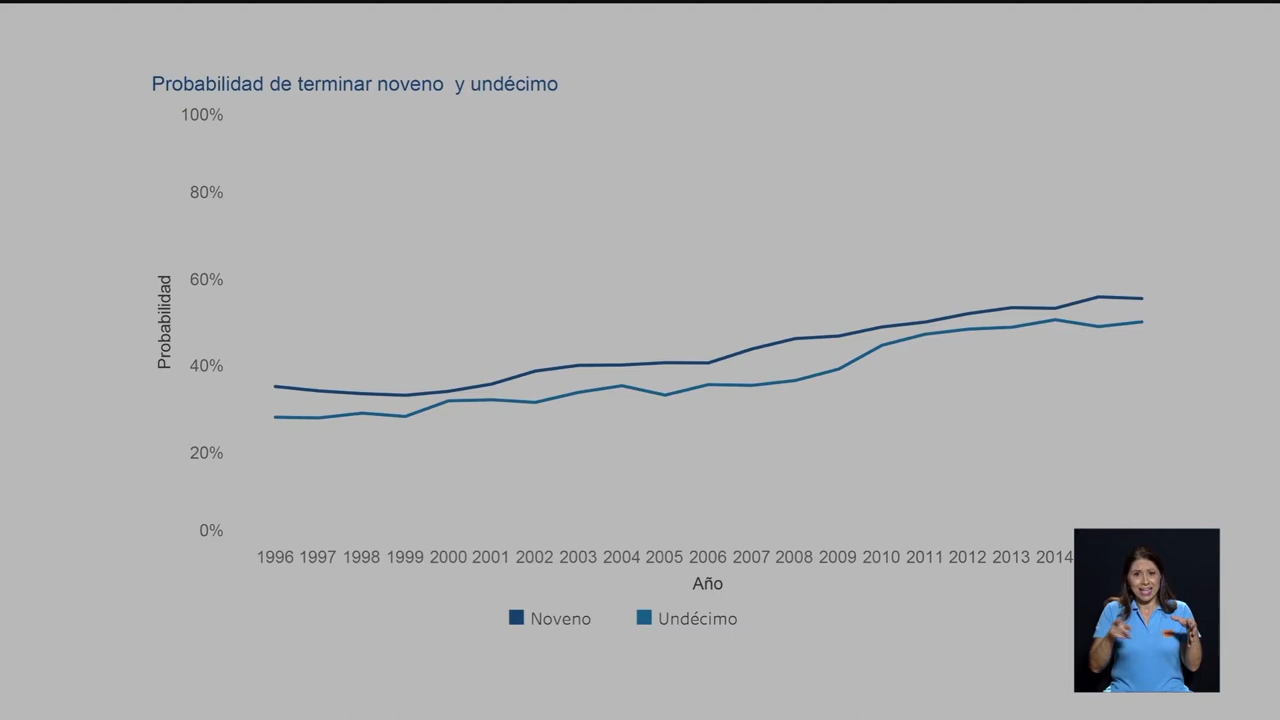 Probabilidad de terminar noveno y undécimo
100%
80%
60%
40%
20%
0%
Probabilidad
1996 1997 1998 1999 2000 2001 2002 2003 2004 2005 2006 2007 2008 2009 2010 2011 2012 2013 2014
Año
Noveno Undécimo